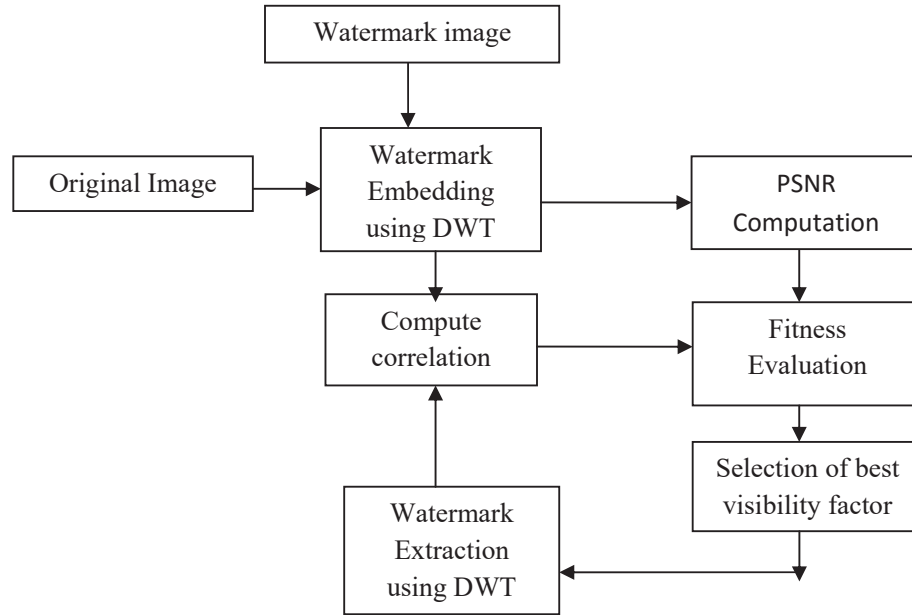 Watermark image
Original Image
Watermark
Embedding
using DWT
PSNR
Computation
Compute
correlation
Fitness
Evaluation
Selection of best
visibility factor
Watermark
Extraction
using DWT